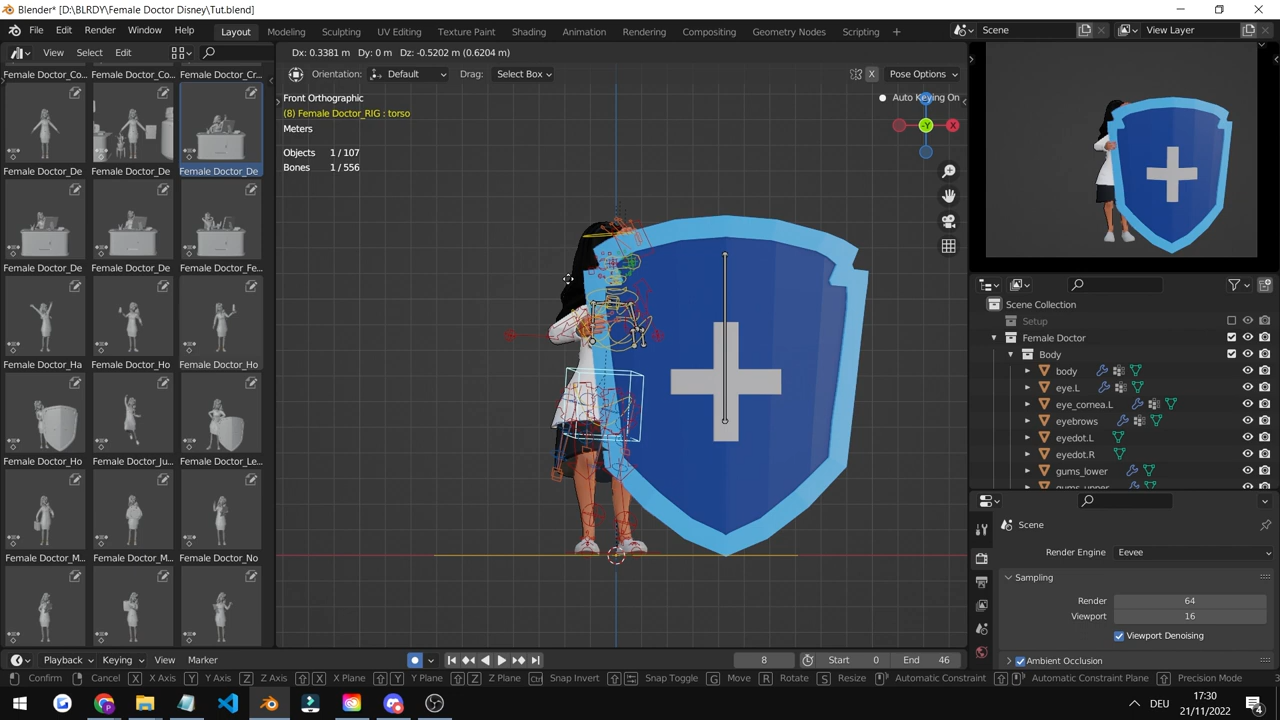 Blender* [D:\BLRDY\Female Doctor Disney\Tut.blend]
File Edit Render Window Help Layout Modeling Sculpting UV Editing Texture Paint Shading Animation Rendering Compositing Geometry Nodes Scripting + Scene View Layer
View Select Edit Dx: 0.3381 m Dy: 0 m Dz: -0.5202 m (0.6204 m)
Orientation: Default Drag: Select Box X Pose Options
Female Doctor_Co... Female Doctor_Co... Female Doctor_Cr...
Front Orthographic Auto Keying On
(8) Female Doctor_RIG : torso
Meters -Y X
Objects 1 / 107
Bones 1 / 556
Female Doctor_De Female Doctor_De Female Doctor_De
Female Doctor_De Female Doctor_De Female Doctor_Fe...
Female Doctor_Ha Female Doctor_Ho Female Doctor_Ho
Female Doctor_Ho Female Doctor_Ju... Female Doctor_Le...
Female Doctor_M... Female Doctor_M... Female Doctor_No
Scene Collection
Setup
Female Doctor
Body
body
eye.L
eye_cornea.L
eyebrows
eyedot.L
eyedot.R
gums_lower
gums_upper
Scene
Render Engine Eevee
Sampling
Render 64
Viewport 16
Viewport Denoising
Ambient Occlusion
Playback Keying View Marker 8 Start 0 End 46
Confirm Cancel X X Axis Y Y Axis Z Z Axis X X Plane Y Y Plane Z Z Plane Ctrl Snap Invert Snap Toggle G Move R Rotate S Resize Automatic Constraint Automatic Constraint Plane Precision Mode 3
DEU 17:30
21/11/2022 4